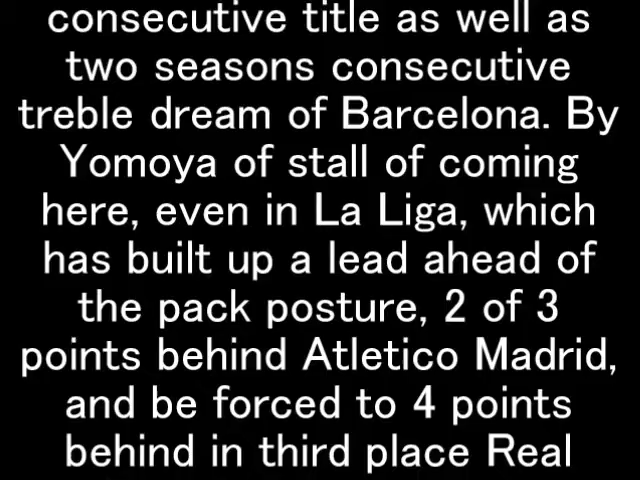 consecutive title as well as
two seasons consecutive
treble dream of Barcelona. By
Yomoya of stall of coming
here, even in La Liga, which
has built up a lead ahead of
the pack posture, 2 of 3
points behind Atletico Madrid,
and be forced to 4 points
behind in third place Real